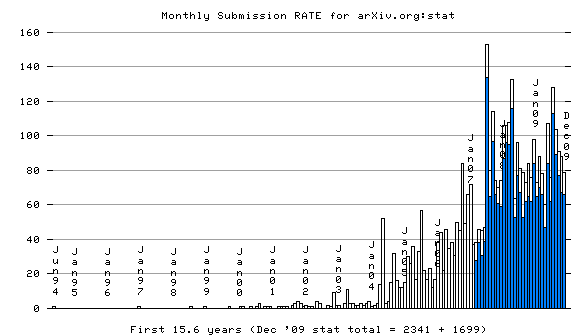 Monthly Submission RATE for arXiv.org:stat
160
140
120
100
80
60
40
20
0
Jun94
Jan95
Jan96
Jan97
Jan98
Jan99
Jan00
Jan01
Jan02
Jan03
Jan04
Jan05
Jan06
Jan07
Jan08
Jan09
Dec09
First 15.6 years (Dec '09 stat total = 2341 + 1699)